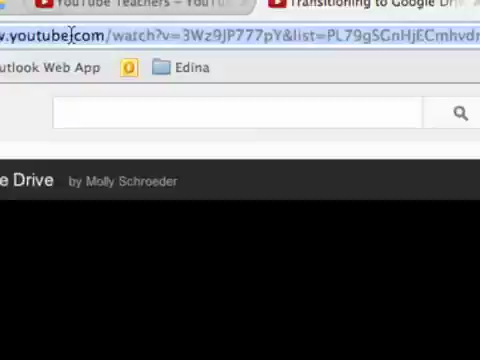 YouTube Teachers – YouTu
Transitioning to Google Driv
w.youtube.com/watch?v=3Wz9JP777pY&list=PL79gSGnHjECmhvdr
utlook Web App
Edina
e Drive by Molly Schroeder